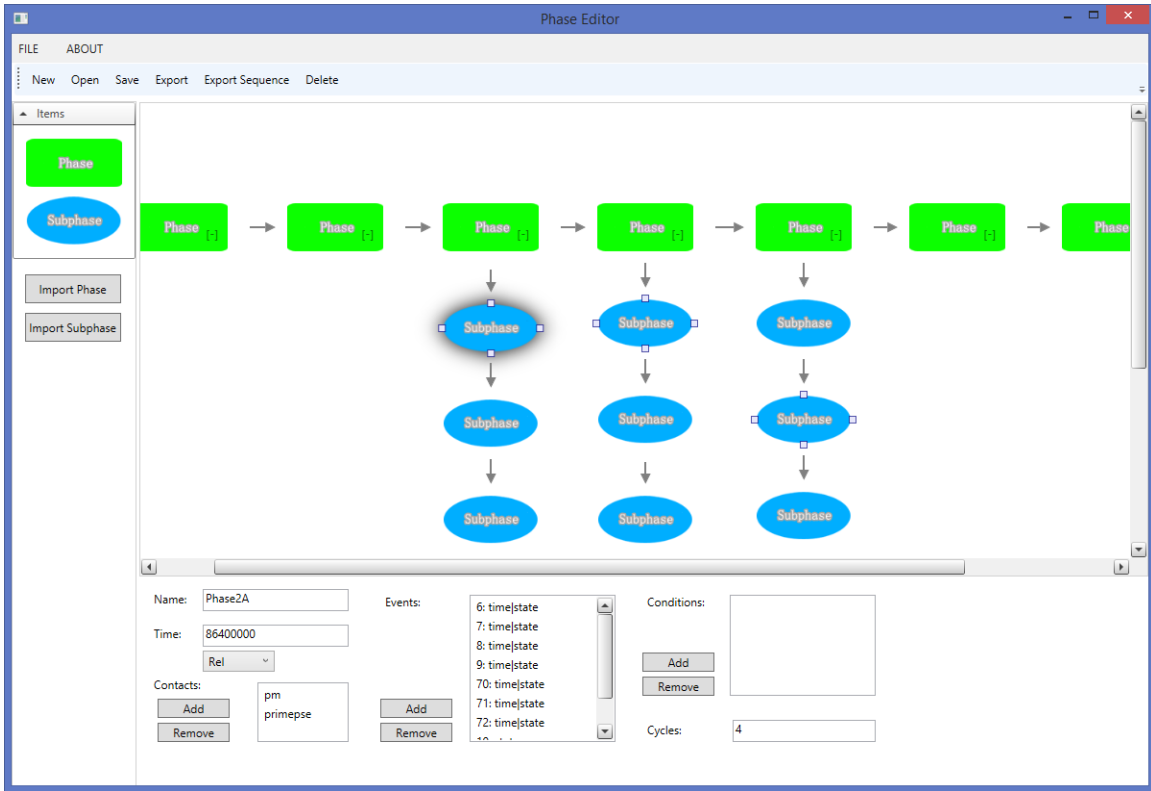 Phase Editor
FILE ABOUT
New Open Save Export Export Sequence Delete
Items
Phase
Subphase
Import Phase
Import Subphase
Phase [-] Phase [-] Phase [-] Phase [-] Phase [-] Phase [-] Phase
Subphase Subphase Subphase
Subphase Subphase Subphase
Subphase Subphase Subphase
Name: Phase2A
Time: 86400000
Rel
Contacts:
Add
Remove
pm
primepse
Events:
Add
Remove
6: time|state
7: time|state
8: time|state
9: time|state
70: time|state
71: time|state
72: time|state
Conditions:
Add
Remove
Cycles: 4